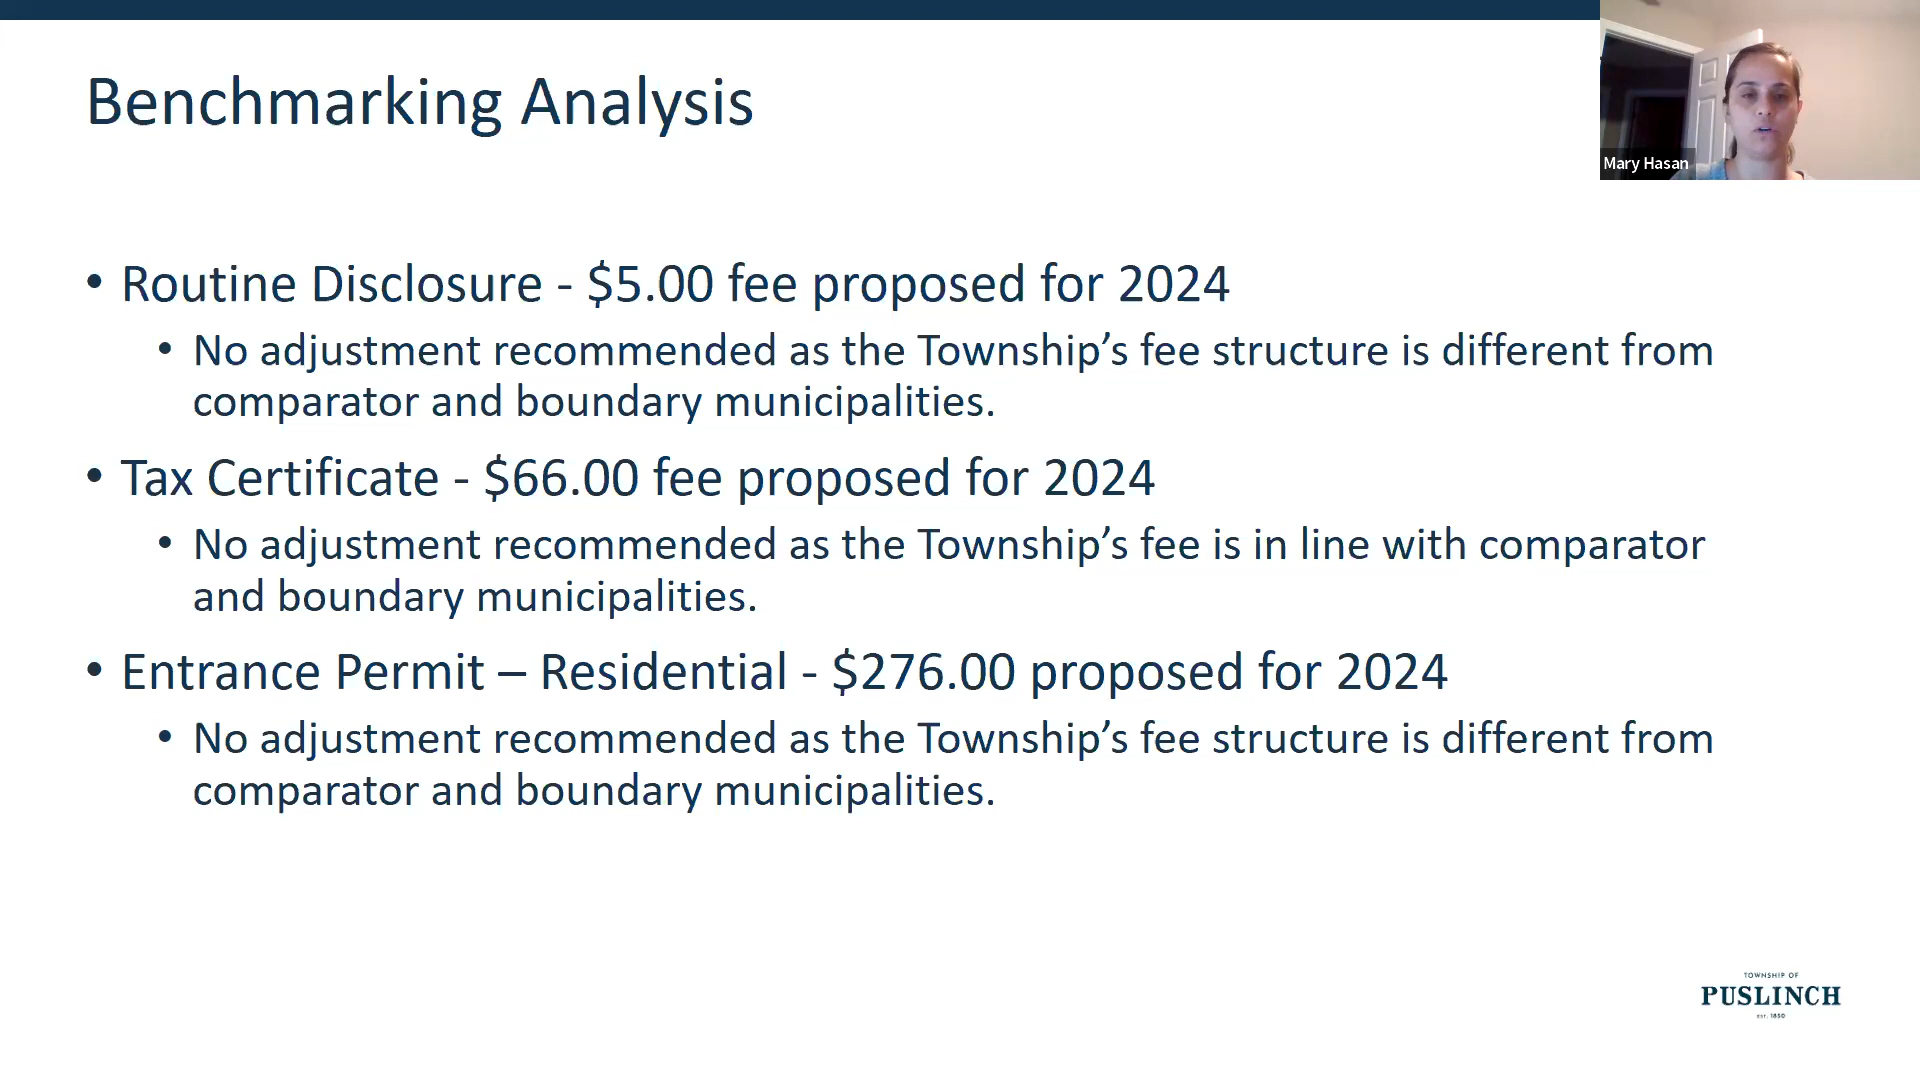 Benchmarking Analysis
Mary Hasan
• Routine Disclosure - $5.00 fee proposed for 2024
• No adjustment recommended as the Township’s fee structure is different from
comparator and boundary municipalities.
• Tax Certificate - $66.00 fee proposed for 2024
• No adjustment recommended as the Township’s fee is in line with comparator
and boundary municipalities.
• Entrance Permit – Residential - $276.00 proposed for 2024
• No adjustment recommended as the Township’s fee structure is different from
comparator and boundary municipalities.
TOWNSHIP OF
PUSLINCH
EST. 1850